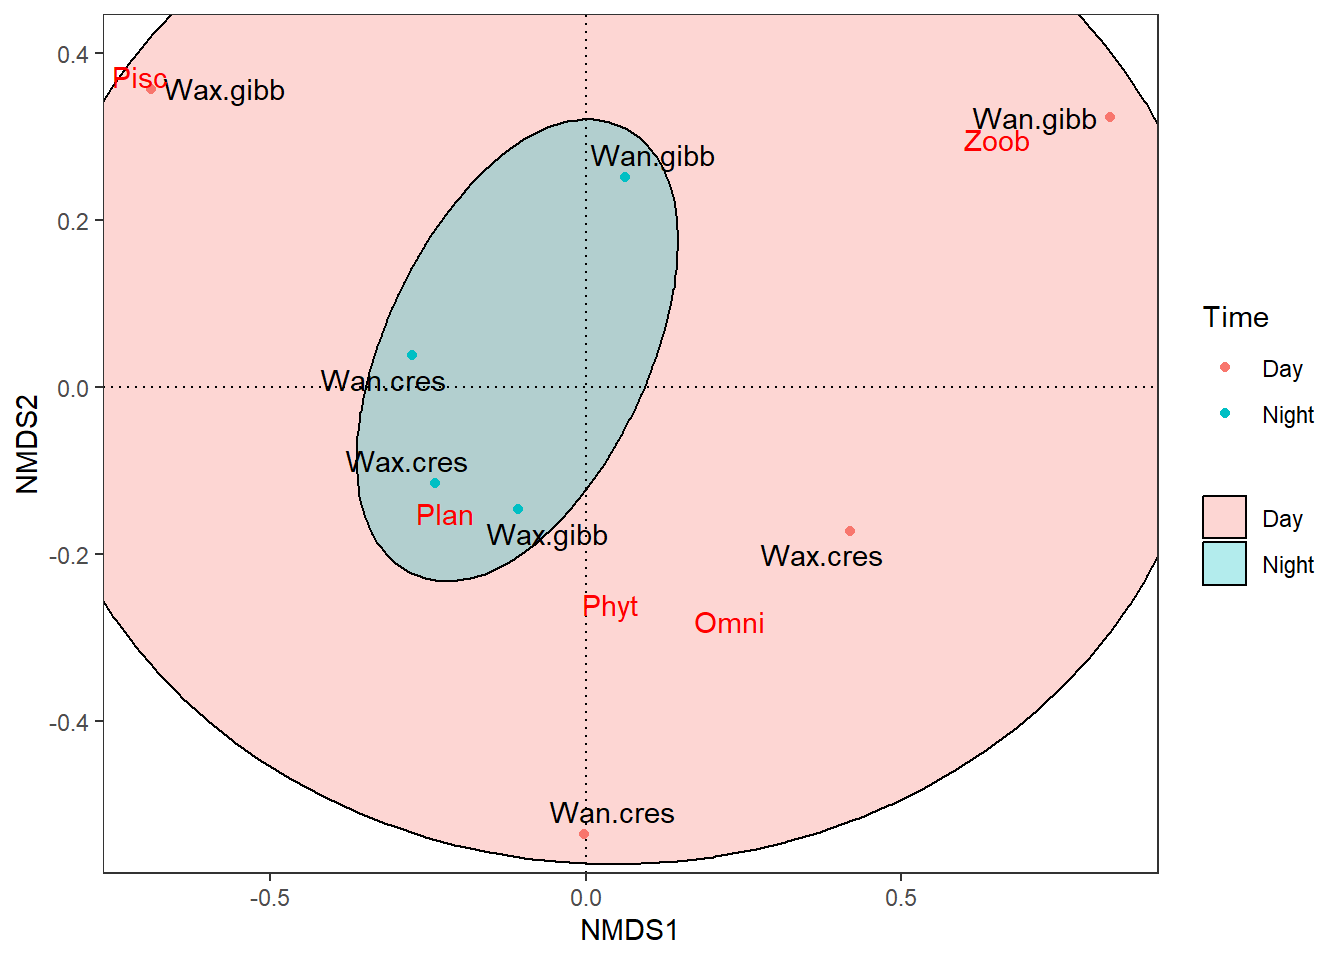 0.4
0.2
0.0
-0.2
-0.4
NMDS2
Pisc
Wax.gibb
Wan.gibb
Zoob
Wan.gibb
Wan.cres
Wax.cres
Plan
Wax.gibb
Wax.cres
Phyt
Omni
Wan.cres
-0.5
0.0
0.5
NMDS1
Time
Day
Night
Day
Night